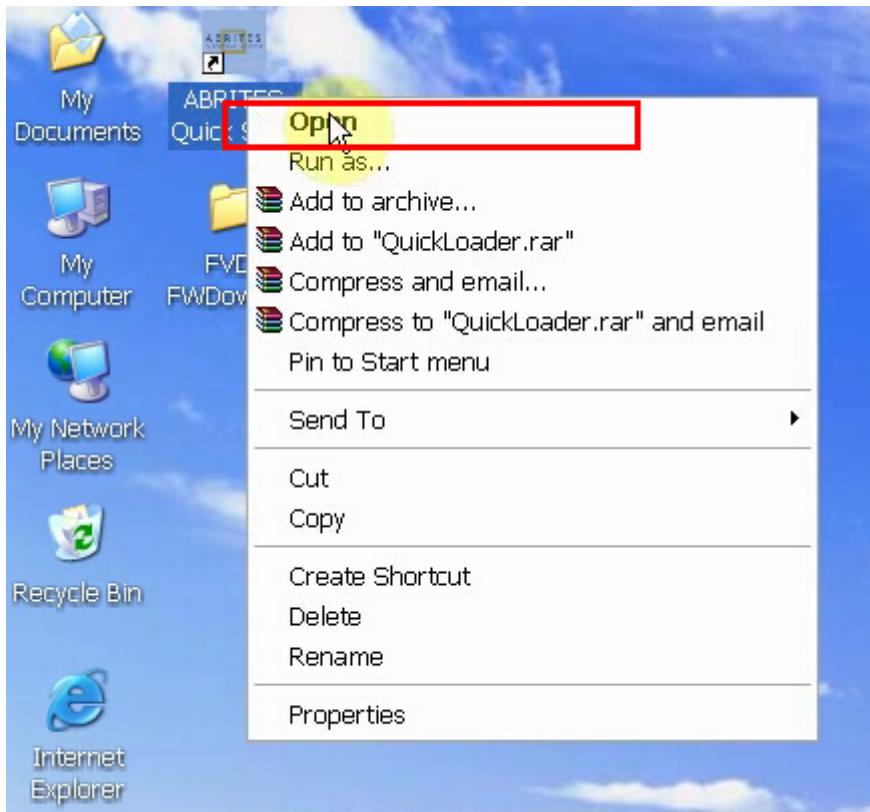 ABRITES
My
Documents
ABRITES
Quick
My
Computer
My Network
Places
Recycle Bin
Internet
Explorer
Open
Run as...
Add to archive...
Add to "QuickLoader.rar"
Compress and email...
Compress to "QuickLoader.rar" and email
Pin to Start menu
Send To
Cut
Copy
Create Shortcut
Delete
Rename
Properties